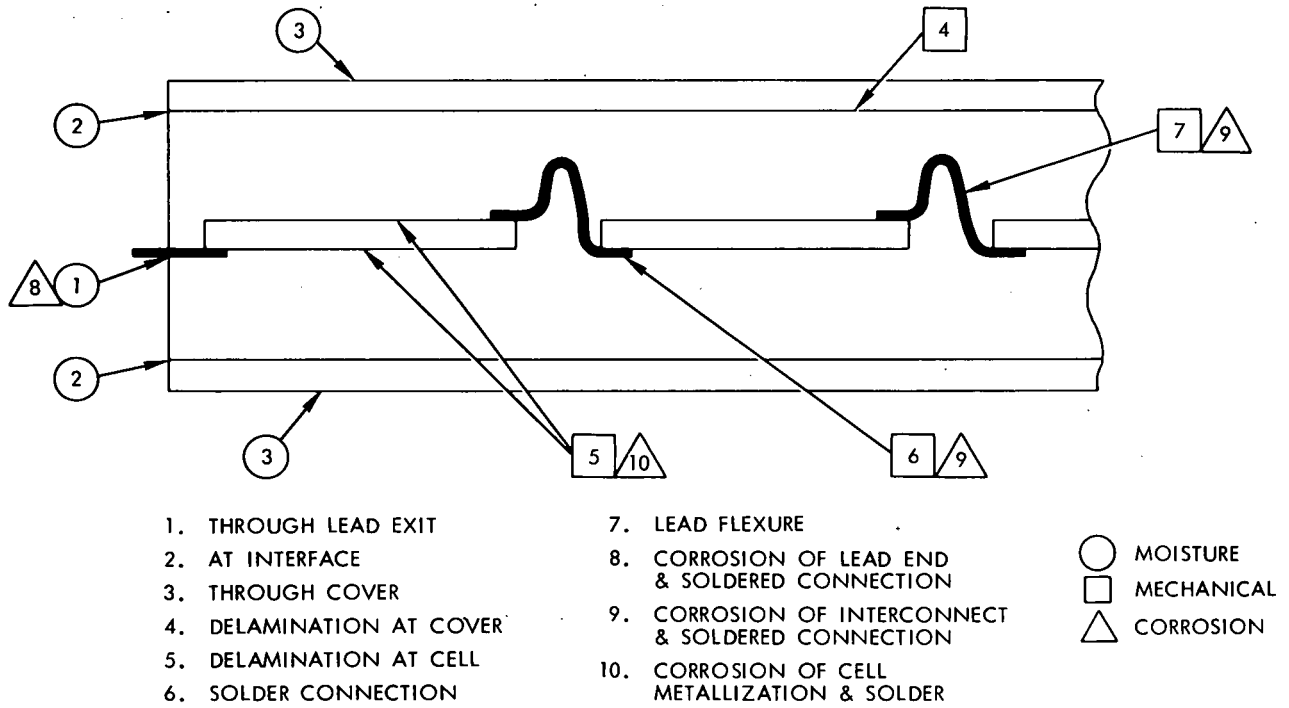 3
4
2
7 9
8 1
2
3
5 10
6 9
1. THROUGH LEAD EXIT
2. AT INTERFACE
3. THROUGH COVER
4. DELAMINATION AT COVER
5. DELAMINATION AT CELL
6. SOLDER CONNECTION
7. LEAD FLEXURE
8. CORROSION OF LEAD END
& SOLDERED CONNECTION
9. CORROSION OF INTERCONNECT
& SOLDERED CONNECTION
10. CORROSION OF CELL
METALLIZATION & SOLDER
MOISTURE
MECHANICAL
CORROSION